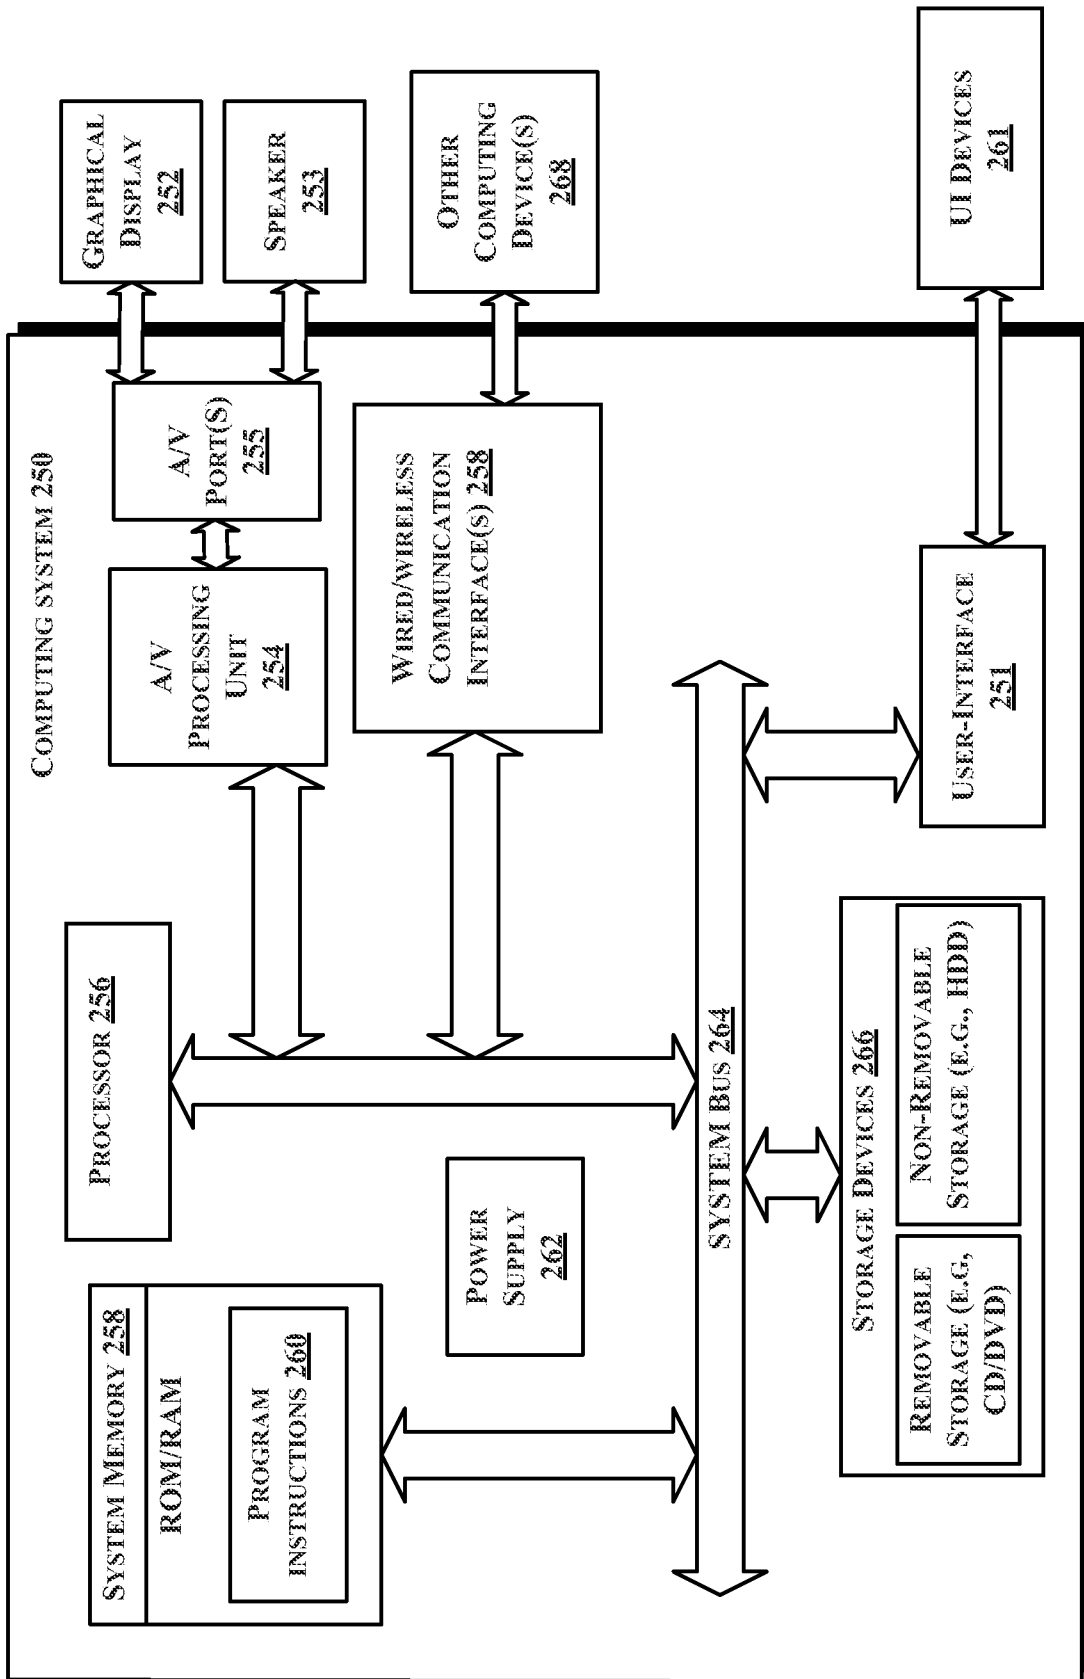 COMPUTING SYSTEM 250
SYSTEM MEMORY 258
ROM/RAM
PROGRAM
INSTRUCTIONS 260
PROCESSOR 256
A/V
PROCESSING
UNIT
254
A/V
PORT(S)
255
GRAPHICAL
DISPLAY
252
SPEAKER
253
WIRED/WIRELESS
COMMUNICATION
INTERFACE(S) 258
OTHER
COMPUTING
DEVICE(S)
268
POWER
SUPPLY
262
SYSTEM BUS 264
STORAGE DEVICES 266
REMOVABLE
STORAGE (E.G,
CD/DVD)
NON-REMOVABLE
STORAGE (E.G., HDD)
USER-INTERFACE
251
UI DEVICES
261